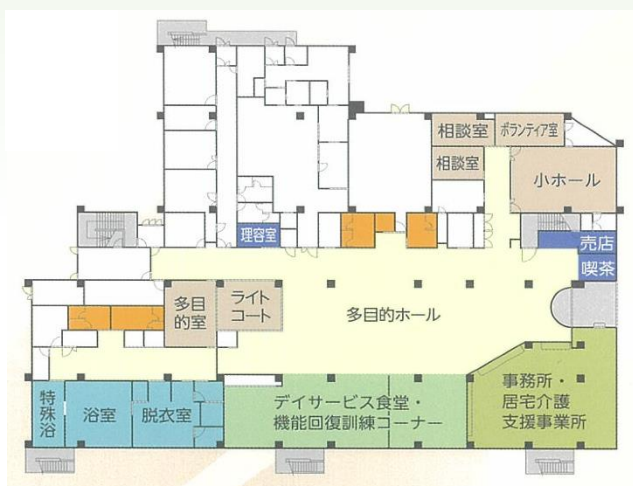 相談室
ボランティア室
相談室
小ホール
理容室
売店
喫茶
多目
的室
ライト
コート
多目的ホール
特殊浴
浴室
脱衣室
デイサービス食堂・
機能回復訓練コーナー
事務所・
居宅介護
支援事業所